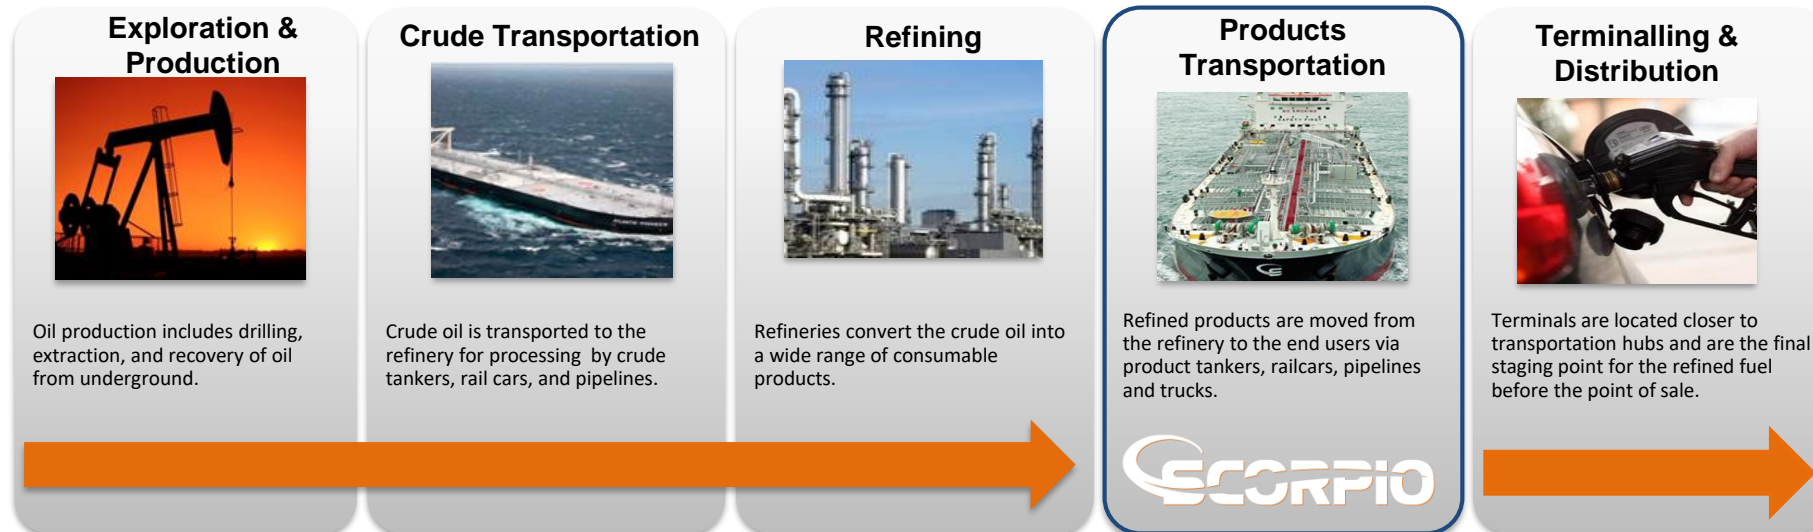 Exploration &
Production
Oil production includes drilling,
extraction, and recovery of oil
from underground.
Crude Transportation
Crude oil is transported to the
refinery for processing by crude
tankers, rail cars, and pipelines.
Refining
Refineries convert the crude oil into
a wide range of consumable
products.
Products
Transportation
Refined products are moved from
the refinery to the end users via
product tankers, railcars, pipelines
and trucks.
SCORPIO
Terminalling &
Distribution
Terminals are located closer to
transportation hubs and are the final
staging point for the refined fuel
before the point of sale.